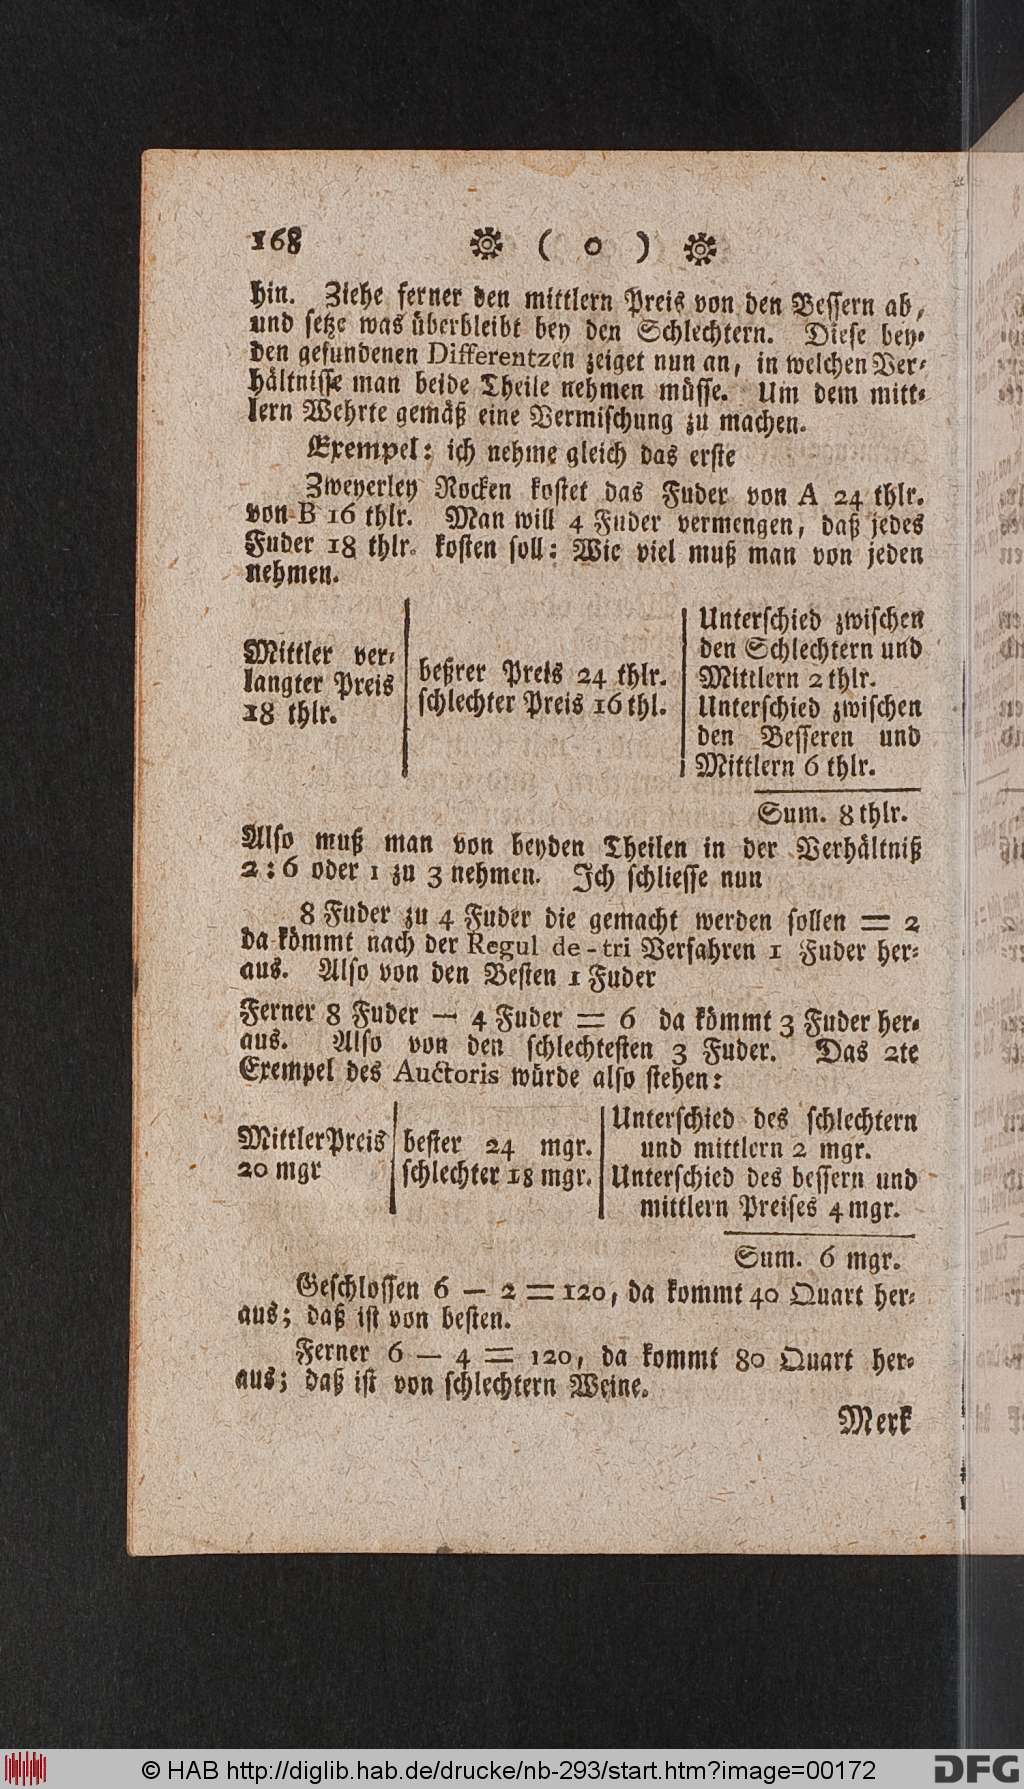 168 ( o )
hin. Ziehe ferner den mittlern Preis von den Bessern ab,
und setze was überbleibt bey den Schlechtern. Diese bey-
den gefundenen Differentzen zeiget nun an, in welchen Ver-
hältnisse man beide Theile nehmen müsse. Um dem mitt-
lern Wehrte gemäß eine Vermischung zu machen.
Exempel: ich nehme gleich das erste
Zweyerley Rocken kostet das Fuder von A 24 thlr.
von B 16 thlr. Man will 4 Fuder vermengen, daß jedes
Fuder 18 thlr. kosten soll: Wie viel muß man von jeden
nehmen.
Mittler ver-
langter Preis
18 thlr.
beßrer Preis 24 thlr.
schlechter Preis 16 thl.
Unterschied zwischen
den Schlechtern und
Mittlern 2 thlr.
Unterschied zwischen
den Besseren und
Mittlern 6 thlr.
Sum. 8 thlr.
Also muß man von beyden Theilen in der Verhältniß
2 : 6 oder 1 zu 3 nehmen. Ich schliesse nun
8 Fuder zu 4 Fuder die gemacht werden sollen = 2
da kömmt nach der Regul de-tri Verfahren 1 Fuder her-
aus. Also von den Besten 1 Fuder
Ferner 8 Fuder — 4 Fuder = 6 da kömmt 3 Fuder her-
aus. Also von den schlechtesten 3 Fuder. Das 2te
Exempel des Auctoris würde also stehen:
Mittler Preis
20 mgr
bester 24 mgr.
schlechter 18 mgr.
Unterschied des schlechtern
und mittlern 2 mgr.
Unterschied des bessern und
mittlern Preises 4 mgr.
Sum. 6 mgr.
Geschlossen 6 — 2 = 120, da kommt 40 Quart her-
aus; daß ist von besten.
Ferner 6 — 4 = 120, da kommt 80 Quart her-
aus; daß ist von schlechtern Weine.
Merk
© HAB http://diglib.hab.de/drucke/nb-293/start.htm?image=00172 DFG